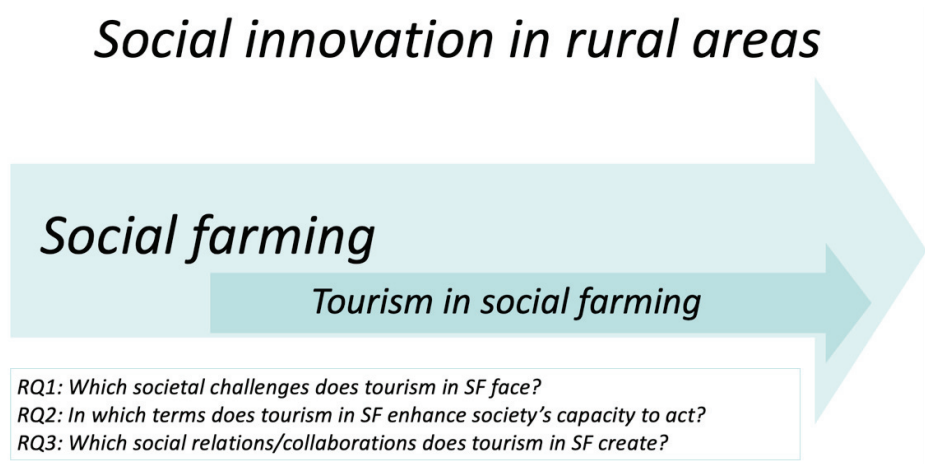 Social innovation in rural areas
Social farming
Tourism in social farming
RQ1: Which societal challenges does tourism in SF face?
RQ2: In which terms does tourism in SF enhance society’s capacity to act?
RQ3: Which social relations/collaborations does tourism in SF create?